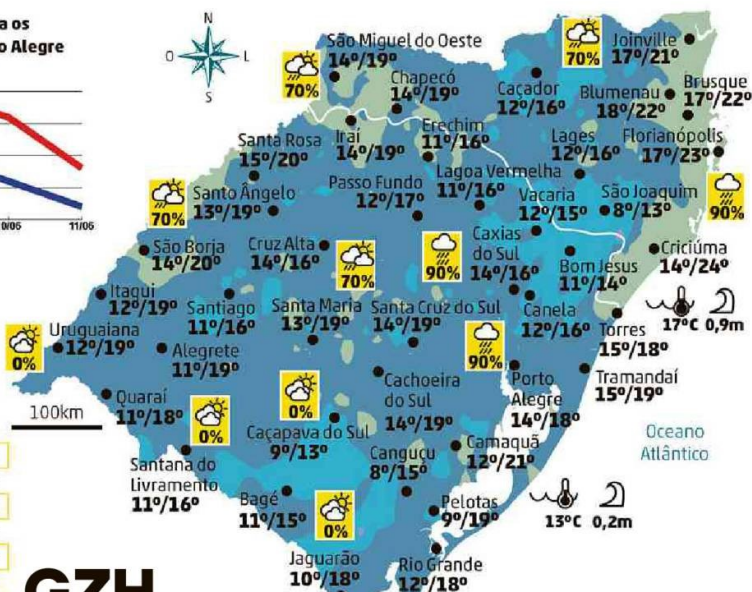 a os
o Alegre
0/05
11/05
N
O
L
S
São Miguel do Oeste
14º/19º
70%
Chapecó
14º/19º
70%
Joinville
17º/21º
Caçador
12º/16º
Blumenau
18º/22º
Brusque
17º/22º
Iraí
14º/19º
Erechim
11º/16º
Lages
12º/16º
Florianópolis
17º/23º
90%
Santa Rosa
15º/20º
Lagoa Vermelha
11º/16º
Passo Fundo
12º/17º
Vacaria
12º/15º
São Joaquim
8º/13º
70%
Santo Ângelo
13º/19º
São Borja
14º/20º
Cruz Alta
14º/16º
70%
90%
Caxias
do Sul
14º/16º
Bom Jesus
11º/14º
Criciúma
14º/24º
Itaqui
12º/19º
Santiago
11º/16º
Santa Maria
13º/19º
Santa Cruz do Sul
14º/19º
Canela
12º/16º
Torres
15º/18º
17ºC
0,9m
0%
Uruguaiana
12º/19º
Alegrete
11º/19º
90%
Porto
Alegre
14º/18º
Tramandaí
15º/19º
Quaraí
11º/18º
100km
0%
0%
Cachoeira
do Sul
14º/19º
Caçapava do Sul
9º/13º
Camaquã
12º/21º
Oceano
Atlântico
Santana do
Livramento
11º/16º
Canguçu
8º/15º
Bagé
11º/15º
0%
Pelotas
9º/19º
13ºC
0,2m
Jaguarão
10º/18º
Rio Grande
12º/18º
GZH